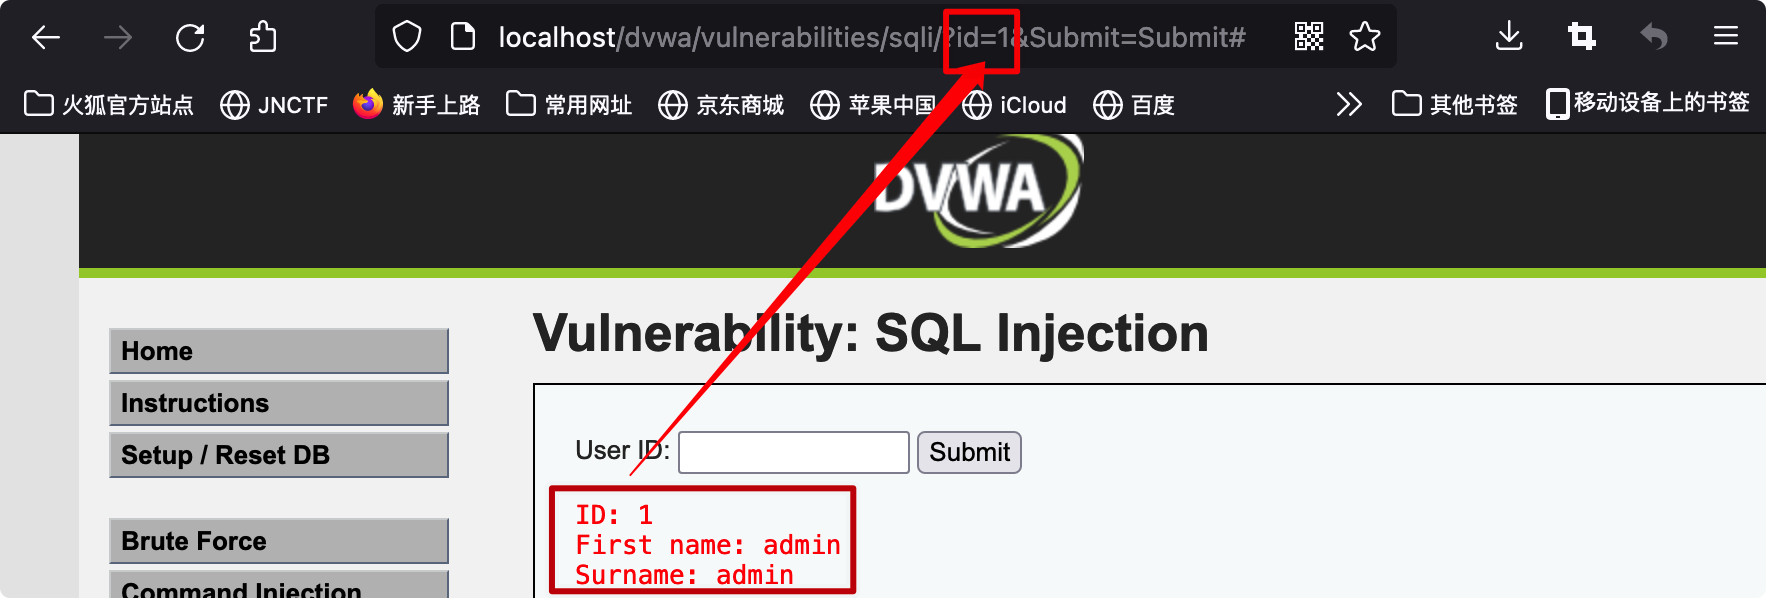 localhost/dvwa/vulnerabilities/sqli/?id=1&Submit=Submit#
火狐官方站点 JNCTF 新手上路 常用网址 京东商城 苹果中国 iCloud 百度 其他书签 移动设备上的书签
DVWA
Vulnerability: SQL Injection
Home
Instructions
Setup / Reset DB
Brute Force
Command Injection
User ID: Submit
ID: 1
First name: admin
Surname: admin